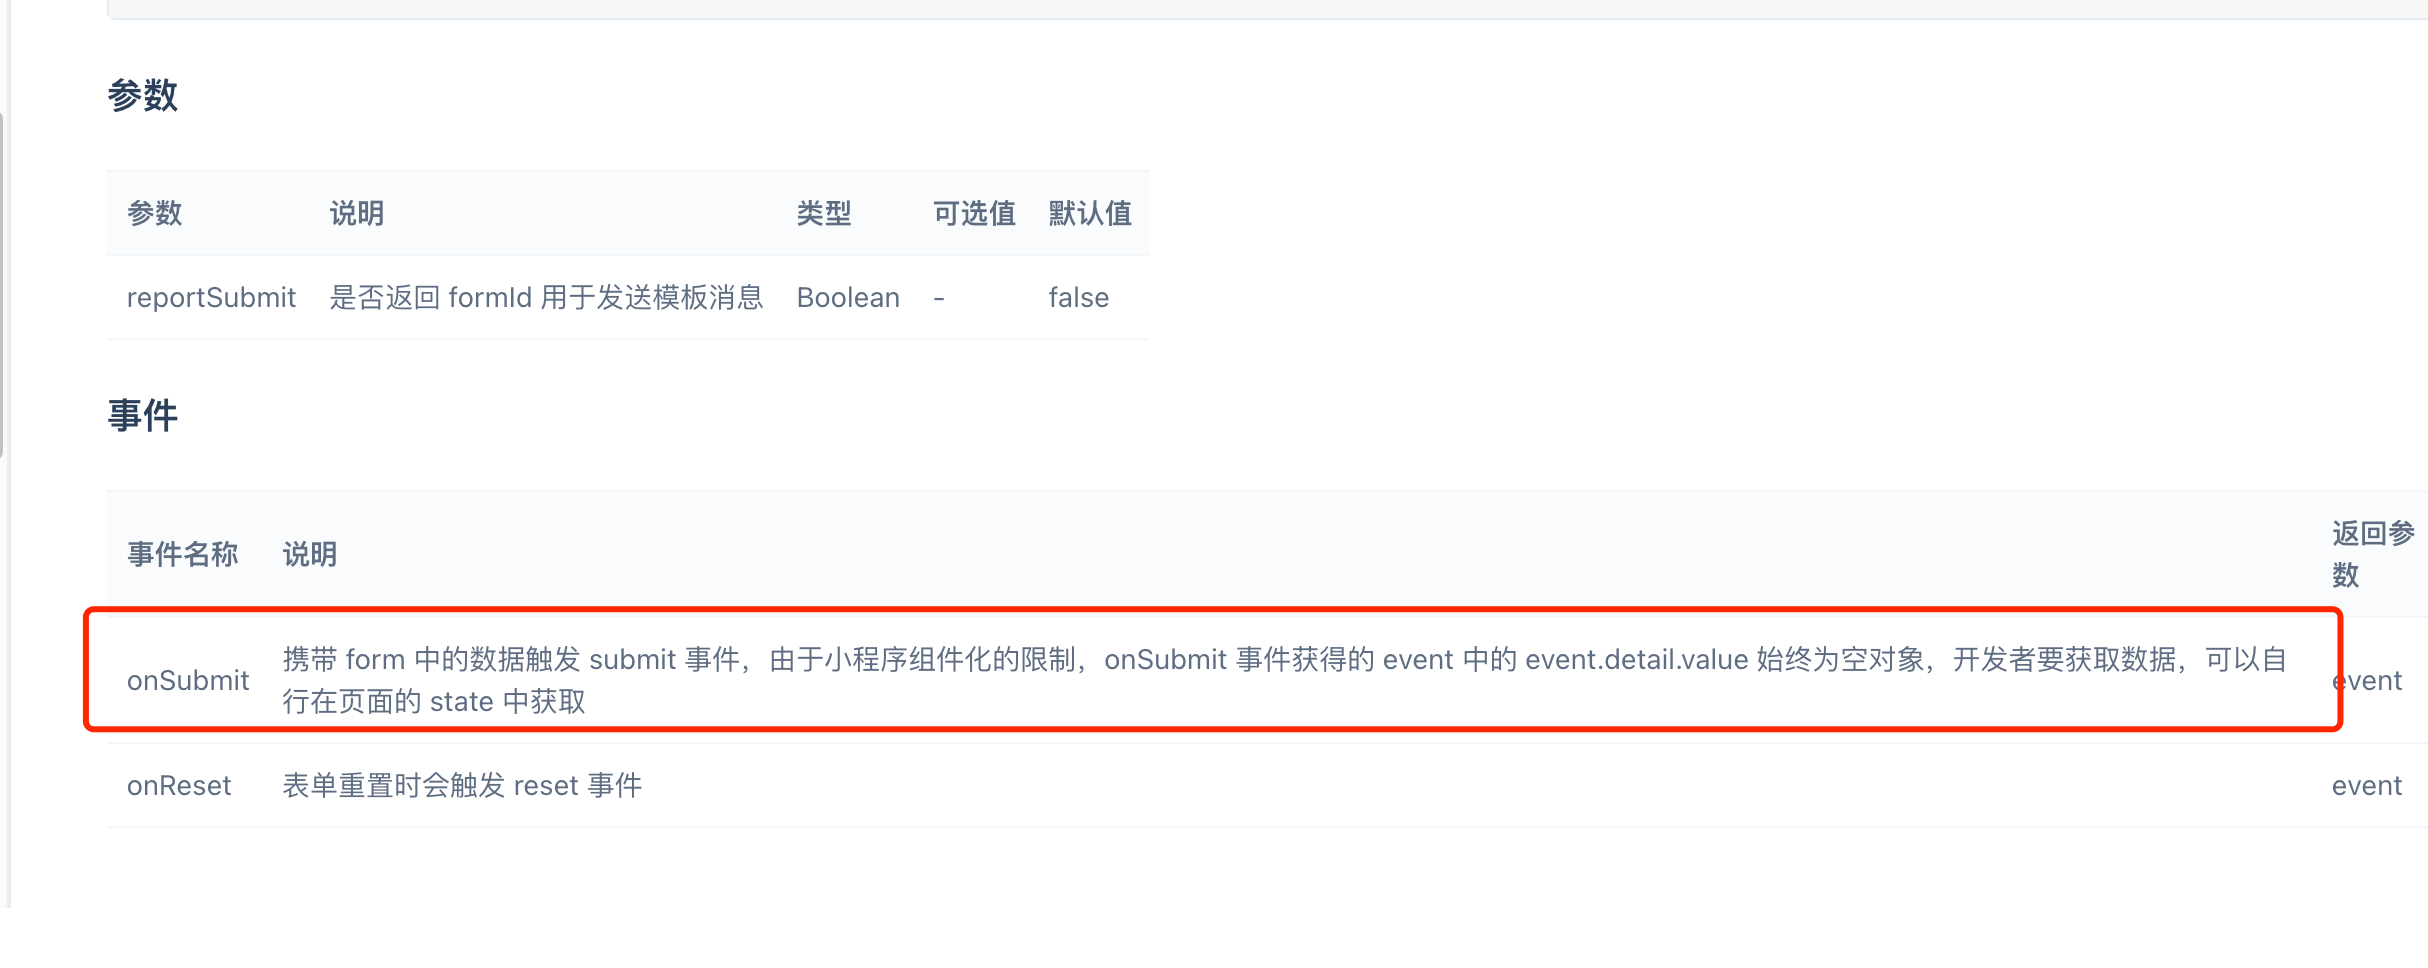 参数
参数 说明 类型 可选值 默认值
reportSubmit 是否返回 formId 用于发送模板消息 Boolean - false
事件
事件名称 说明 返回参
数
onSubmit 携带 form 中的数据触发 submit 事件，由于小程序组件化的限制，onSubmit 事件获得的 event 中的 event.detail.value 始终为空对象，开发者要获取数据，可以自 event
行在页面的 state 中获取
onReset 表单重置时会触发 reset 事件 event